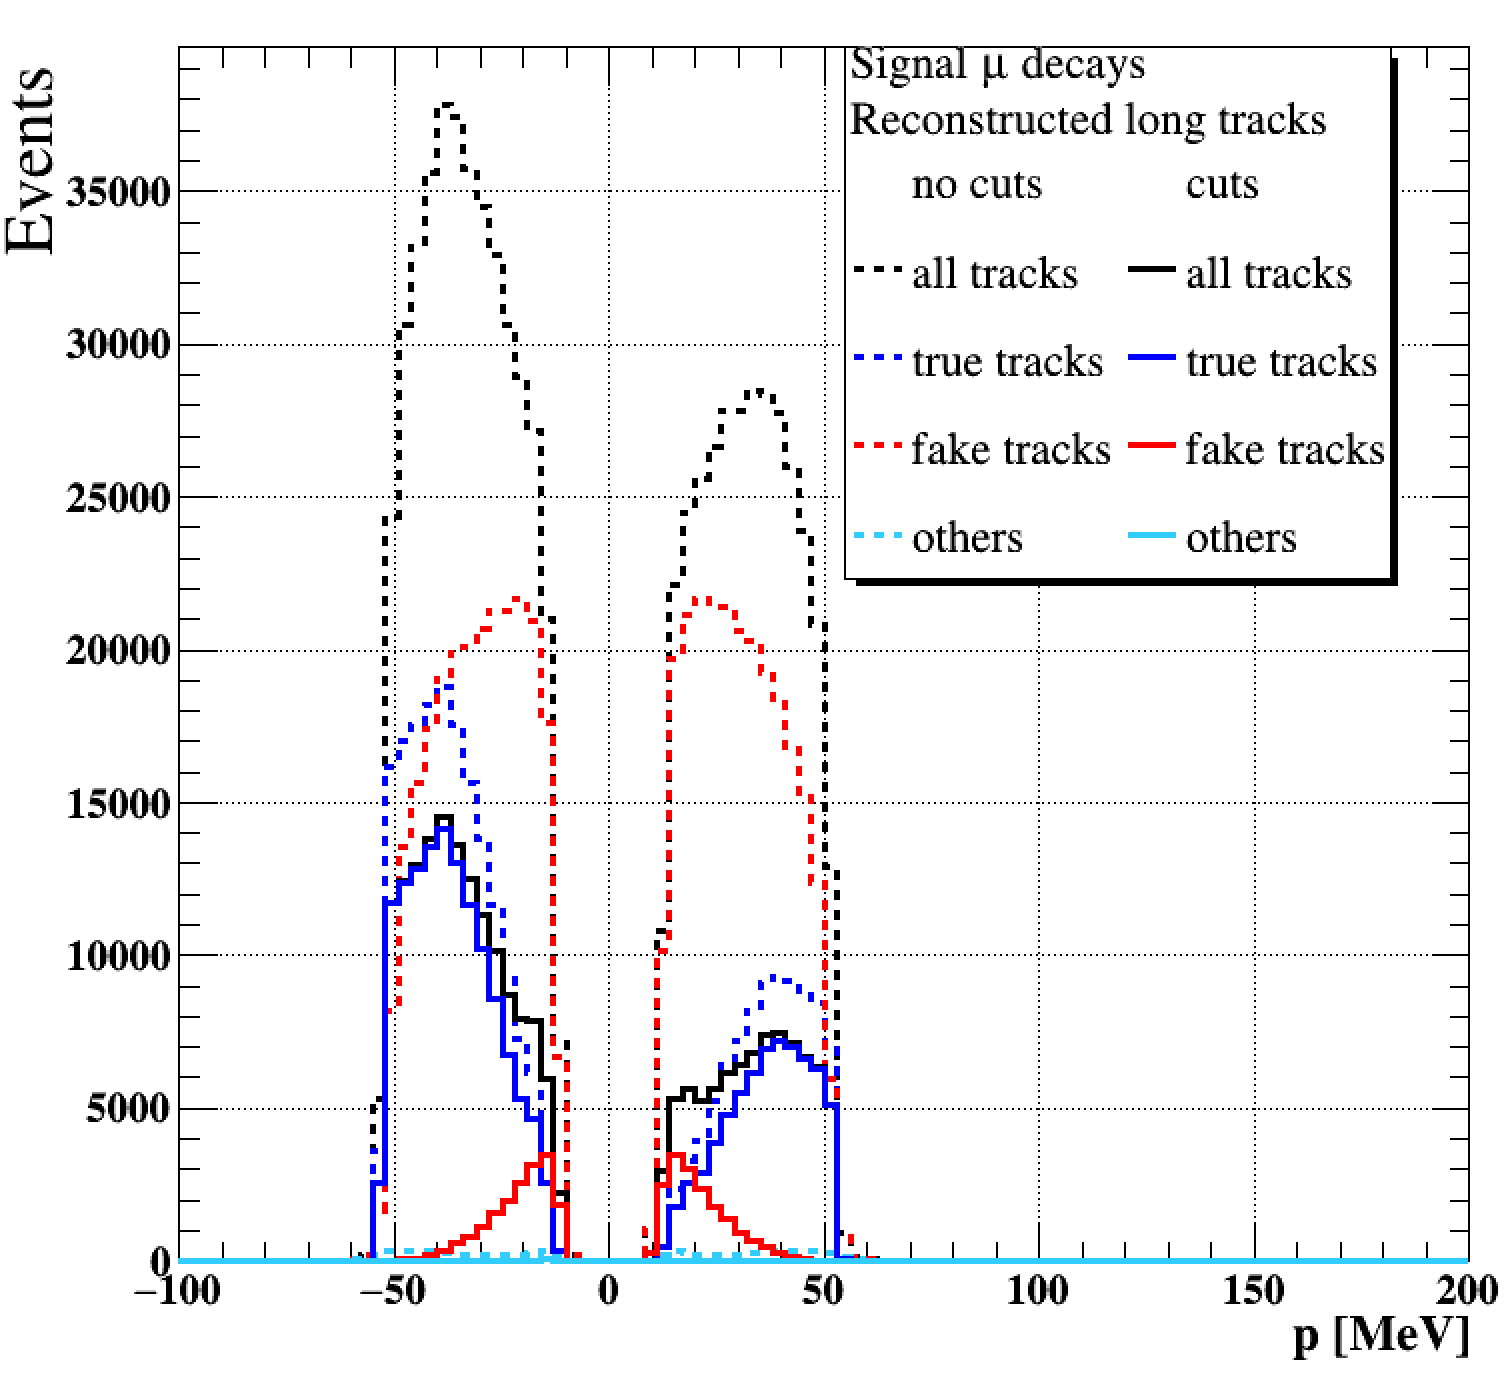 Events
Signal μ decays
Reconstructed long tracks
no cuts cuts
all tracks all tracks
true tracks true tracks
fake tracks fake tracks
others others
35000
30000
25000
20000
15000
10000
5000
0
−100 −50 0 50 100 150 200
p [MeV]